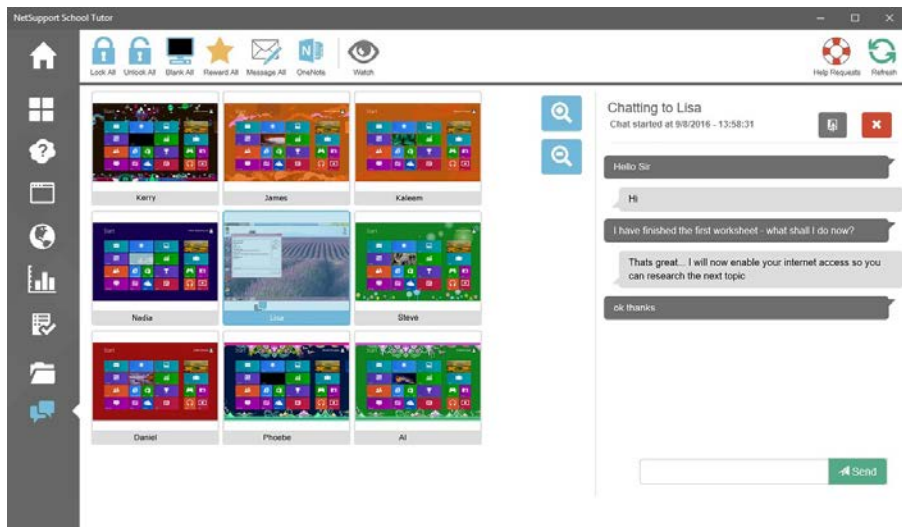 NetSupport School Tutor
Lock All
Unlock All
Blank All
Reward All
Message All
OneNote
Watch
Help Requests
Refresh
Kerry
James
Kaleem
Nadia
Lisa
Steve
Daniel
Phoebe
Al
Chatting to Lisa
Chat started at 9/8/2016 - 13:58:31
Hello Sir
Hi
I have finished the first worksheet - what shall I do now?
Thats great... I will now enable your internet access so you
can research the next topic
ok thanks
Send